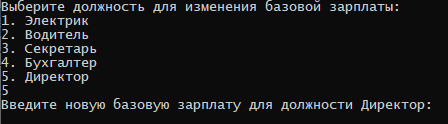 Выберите должность для изменения базовой зарплаты:
1. Электрик
2. Водитель
3. Секретарь
4. Бухгалтер
5. Директор
5
Введите новую базовую зарплату для должности Директор: